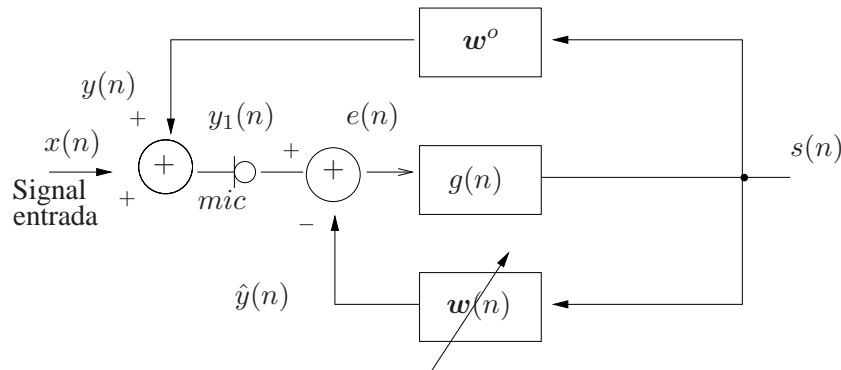 w^o
y(n)
y_1(n)
e(n)
+
x(n)
+
+
+
s(n)
g(n)
Signal
entrada
+
mic
−
ŷ(n)
w(n)